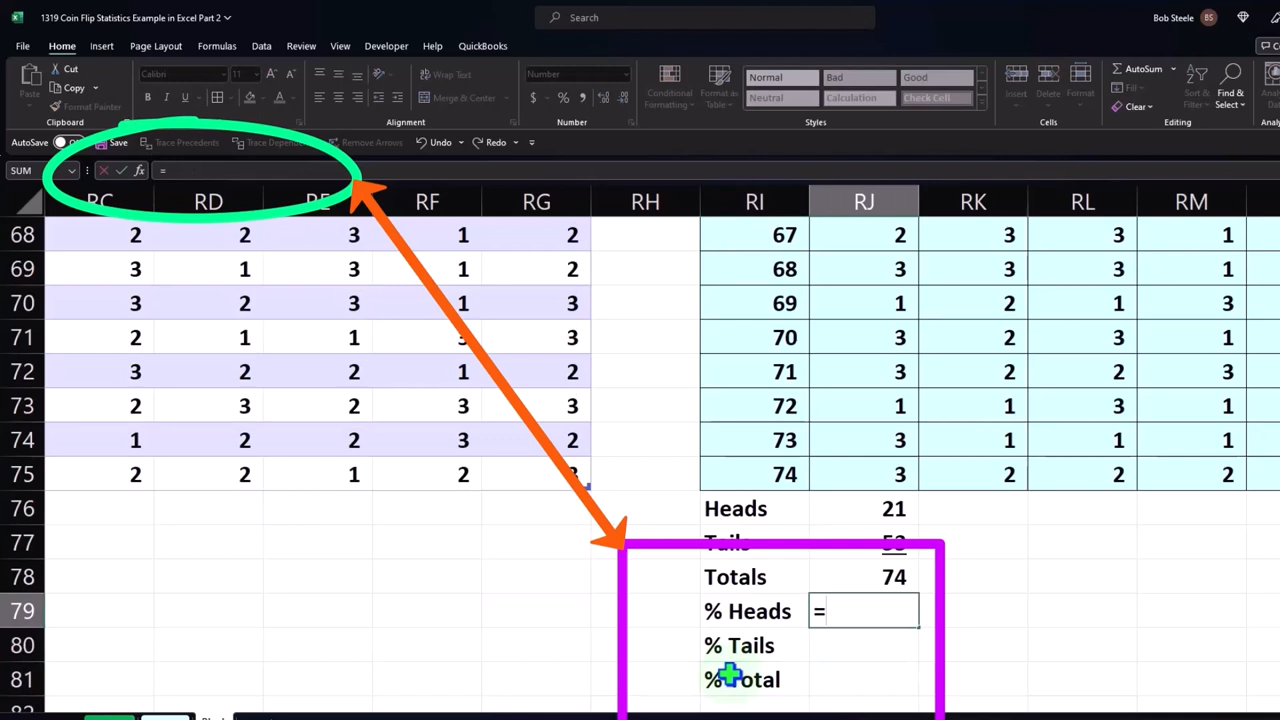 1319 Coin Flip Statistics Example in Excel Part 2
Search
Bob Steele BS
File Home Insert Page Layout Formulas Data Review View Developer Help QuickBooks
Cut
Calibri 11
Wrap Text
Number
Normal Bad Good
AutoSum
Copy
Paste
Format Painter
Merge & Center
Conditional Formatting
Format as Table
Neutral Calculation Check Cell
Insert Delete Format
Fill
Clear
Sort Find & Select
Clipboard Font Alignment Number Styles Cells Editing
AutoSave Save Trace Precedents Remove Arrows Undo Redo
SUM =
RC RD RE RF RG RH RI RJ RK RL RM
68 2 2 3 1 2 67 2 3 3 1
69 3 1 3 1 2 68 3 3 3 1
70 3 2 3 1 3 69 1 2 1 3
71 2 1 1 3 3 70 3 2 3 1
72 3 2 2 1 2 71 3 2 2 3
73 2 3 2 3 3 72 1 1 3 1
74 1 2 2 3 2 73 3 1 1 1
75 2 2 1 2 74 3 2 2 2
76 Heads 21
77 Tails 53
78 Totals 74
79 % Heads =
80 % Tails
81 % Total